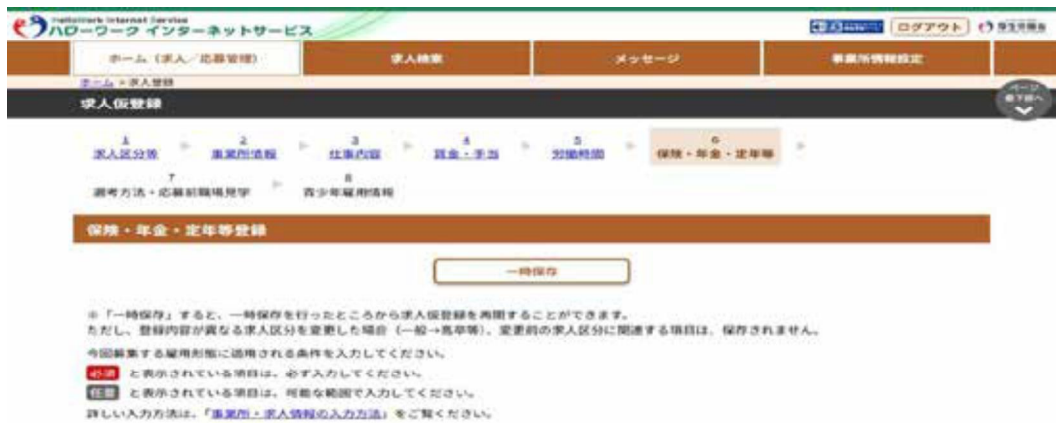 HelloWork Internet Service
ハローワーク インターネットサービス
ログアウト
厚生労働省
ホーム（求人／応募管理）
求人検索
メッセージ
事業所情報設定
ホーム > 求人登録
ページ
最下部へ
求人仮登録
1
求人区分等
2
事業所情報
3
仕事内容
4
賃金・手当
5
労働時間
6
保険・年金・定年等
7
選考方法・応募前職場見学
8
青少年雇用情報
保険・年金・定年等登録
一時保存
※「一時保存」すると、一時保存を行ったところから求人仮登録を再開することができます。
ただし、登録内容が異なる求人区分を変更した場合（一般→高卒等）、変更前の求人区分に関連する項目は、保存されません。
今回募集する雇用形態に適用される条件を入力してください。
必須 と表示されている項目は、必ず入力してください。
任意 と表示されている項目は、可能な範囲で入力してください。
詳しい入力方法は、「事業所・求人情報の入力方法」をご覧ください。